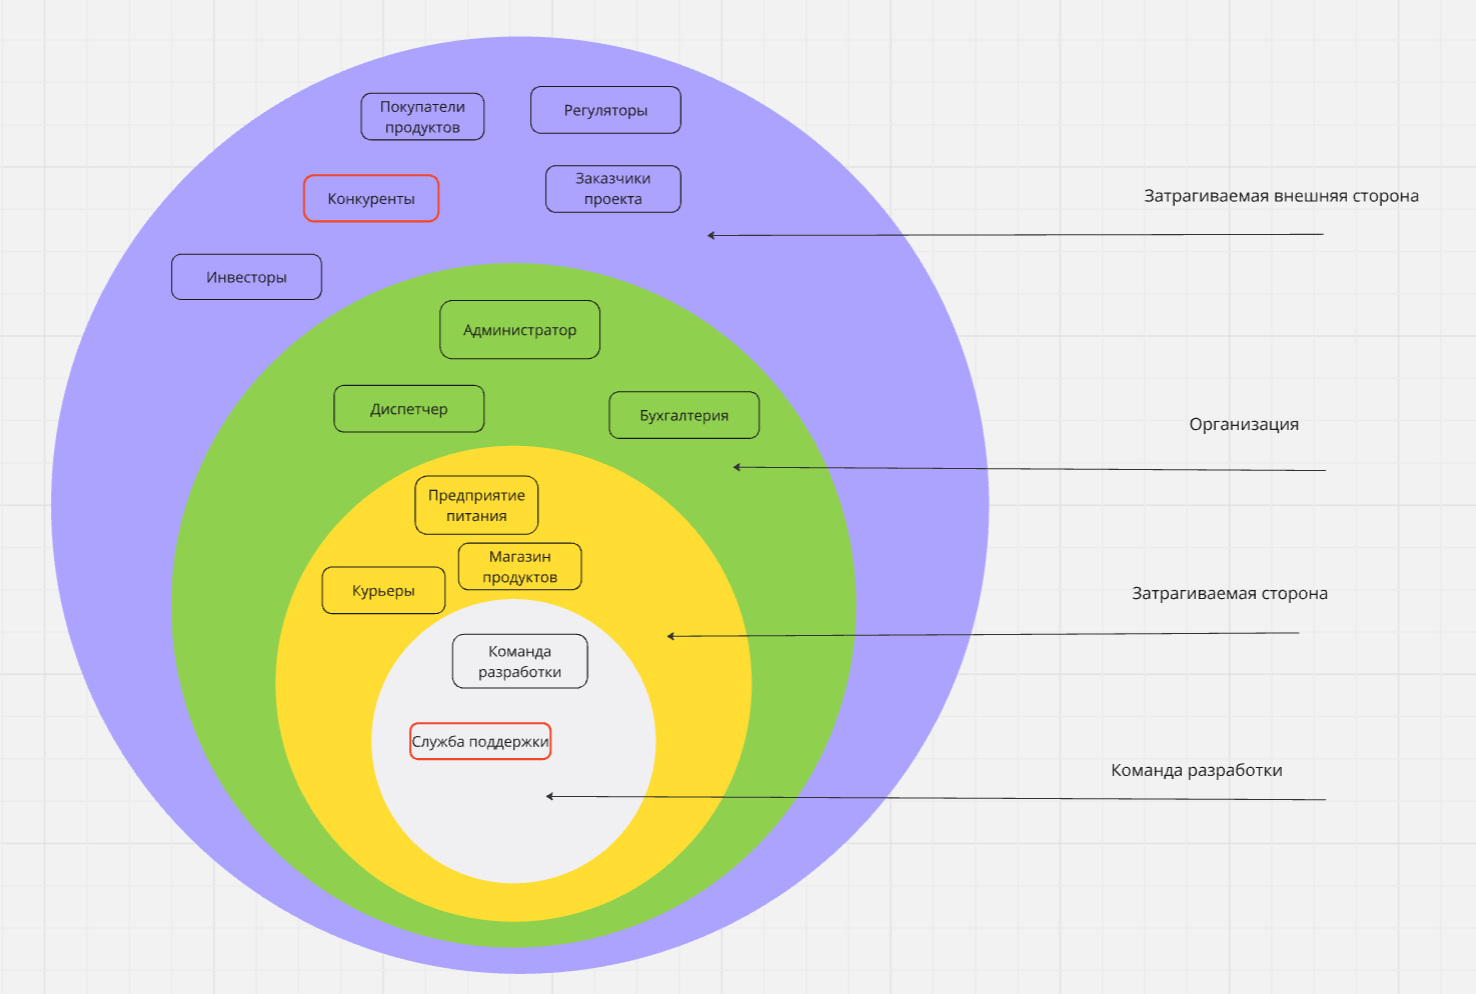 Покупатели
продуктов
Регуляторы
Конкуренты
Заказчики
проекта
Затрагиваемая внешняя сторона
Инвесторы
Администратор
Диспетчер
Бухгалтерия
Организация
Предприятие
питания
Магазин
продуктов
Курьеры
Затрагиваемая сторона
Команда
разработки
Служба поддержки
Команда разработки